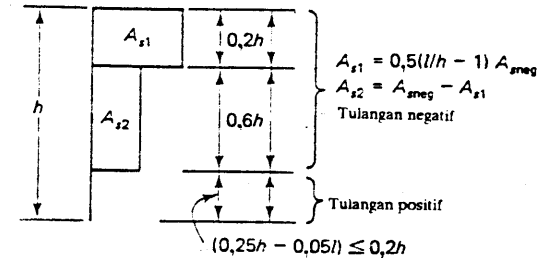 A_s1
0,2h
A_s1 = 0,5(l/h − 1) A_sneg
A_s2 = A_sneg − A_s1
Tulangan negatif
h
A_s2
0,6h
Tulangan positif
(0,25h − 0,05l) ≤ 0,2h